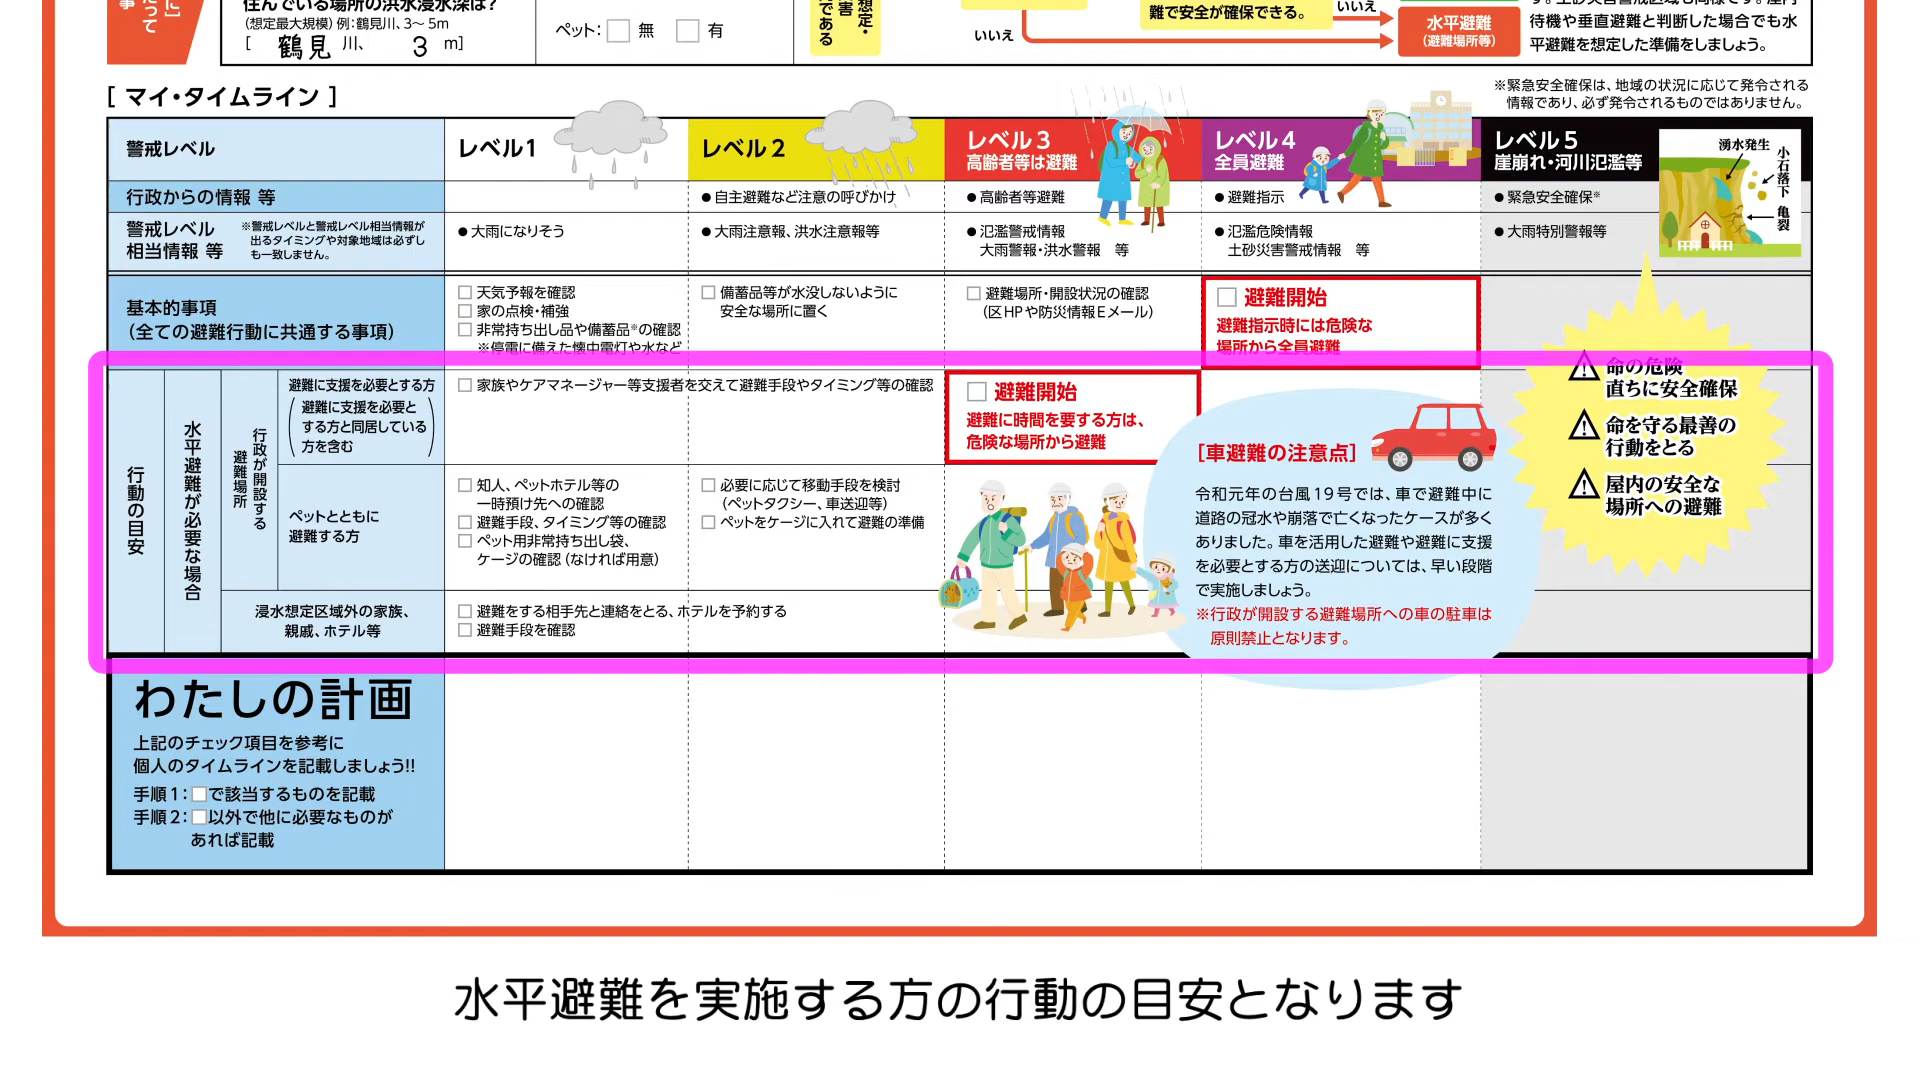 に］
たって
事
住んでいる場所の洪水浸水深は?
(想定最大規模) 例:鶴見川、3〜5m
[ 鶴見 川、 3 m]
ペット: □ 無 □ 有
想定・
害
である
難で安全が確保できる。
いいえ
いいえ
水平避難
(避難場所等)
待機や垂直避難と判断した場合でも水
平避難を想定した準備をしましょう。
[ マイ・タイムライン ]
※緊急安全確保は、地域の状況に応じて発令される
情報であり、必ず発令されるものではありません。
警戒レベル
レベル1
レベル2
レベル3
高齢者等は避難
レベル4
全員避難
レベル5
崖崩れ・河川氾濫等
湧水発生
小石落下
亀裂
行政からの情報 等
●自主避難など注意の呼びかけ
●高齢者等避難
●避難指示
●緊急安全確保※
警戒レベル
相当情報 等
※警戒レベルと警戒レベル相当情報が
出るタイミングや対象地域は必ずし
も一致しません。
●大雨になりそう
●大雨注意報、洪水注意報等
●氾濫警戒情報
大雨警報・洪水警報 等
●氾濫危険情報
土砂災害警戒情報 等
●大雨特別警報等
基本的事項
(全ての避難行動に共通する事項)
□ 天気予報を確認
□ 家の点検・補強
□ 非常持ち出し品や備蓄品※の確認
※停電に備えた懐中電灯や水など
□ 備蓄品等が水没しないように
安全な場所に置く
□ 避難場所・開設状況の確認
(区HPや防災情報Eメール)
□ 避難開始
避難指示時には危険な
場所から全員避難
行動の目安
水平避難が必要な場合
行政が開設する
避難場所
避難に支援を必要とする方
(避難に支援を必要と
する方と同居している
方を含む)
□ 家族やケアマネージャー等支援者を交えて避難手段やタイミング等の確認
□ 避難開始
避難に時間を要する方は、
危険な場所から避難
ペットとともに
避難する方
□ 知人、ペットホテル等の
一時預け先への確認
□ 避難手段、タイミング等の確認
□ ペット用非常持ち出し袋、
ケージの確認(なければ用意)
□ 必要に応じて移動手段を検討
(ペットタクシー、車送迎等)
□ ペットをケージに入れて避難の準備
浸水想定区域外の家族、
親戚、ホテル等
□ 避難をする相手先と連絡をとる、ホテルを予約する
□ 避難手段を確認
[車避難の注意点]
令和元年の台風19号では、車で避難中に
道路の冠水や崩落で亡くなったケースが多く
ありました。車を活用した避難や避難に支援
を必要とする方の送迎については、早い段階
で実施しましょう。
※行政が開設する避難場所への車の駐車は
原則禁止となります。
命の危険
直ちに安全確保
命を守る最善の
行動をとる
屋内の安全な
場所への避難
わたしの計画
上記のチェック項目を参考に
個人のタイムラインを記載しましょう!!
手順1:□で該当するものを記載
手順2:□以外で他に必要なものが
あれば記載
水平避難を実施する方の行動の目安となります